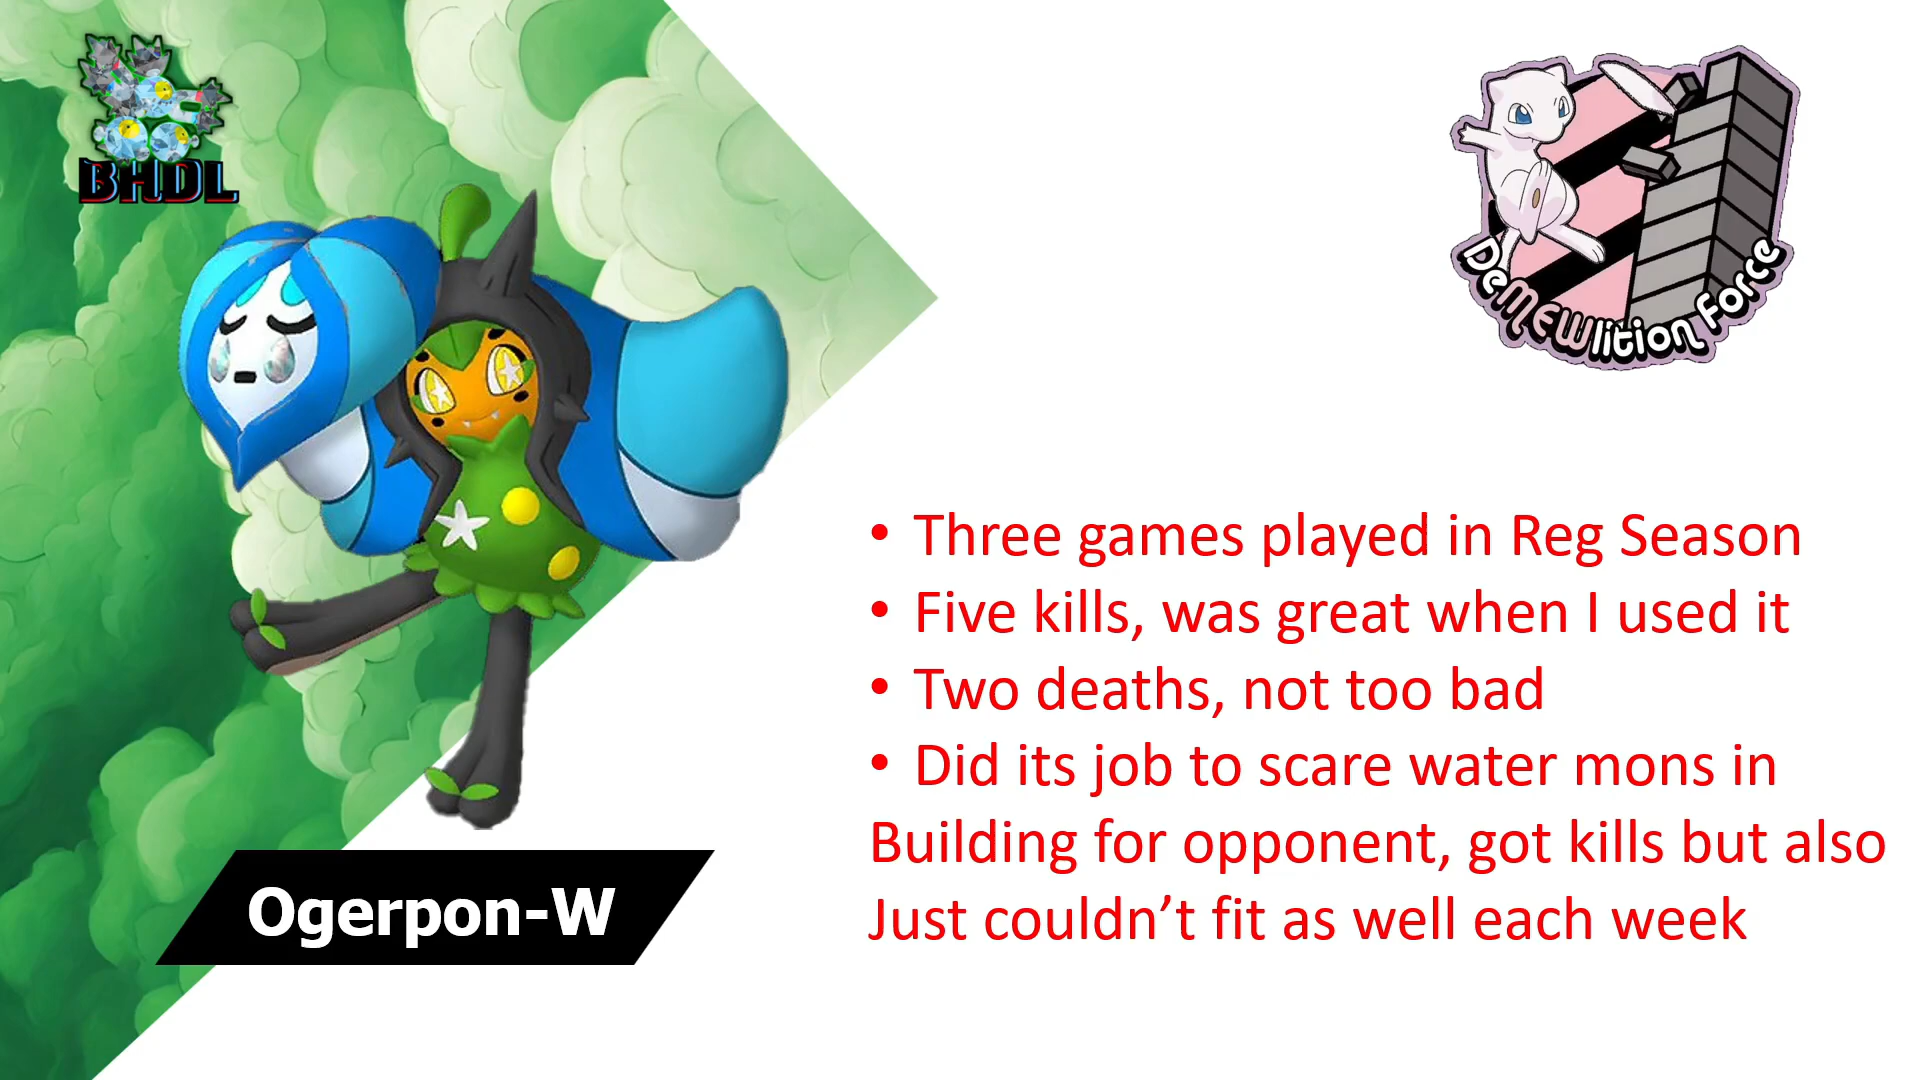 BHDL
DeMEWlition Force
• Three games played in Reg Season
• Five kills, was great when I used it
• Two deaths, not too bad
• Did its job to scare water mons in
Building for opponent, got kills but also
Just couldn’t fit as well each week
Ogerpon-W